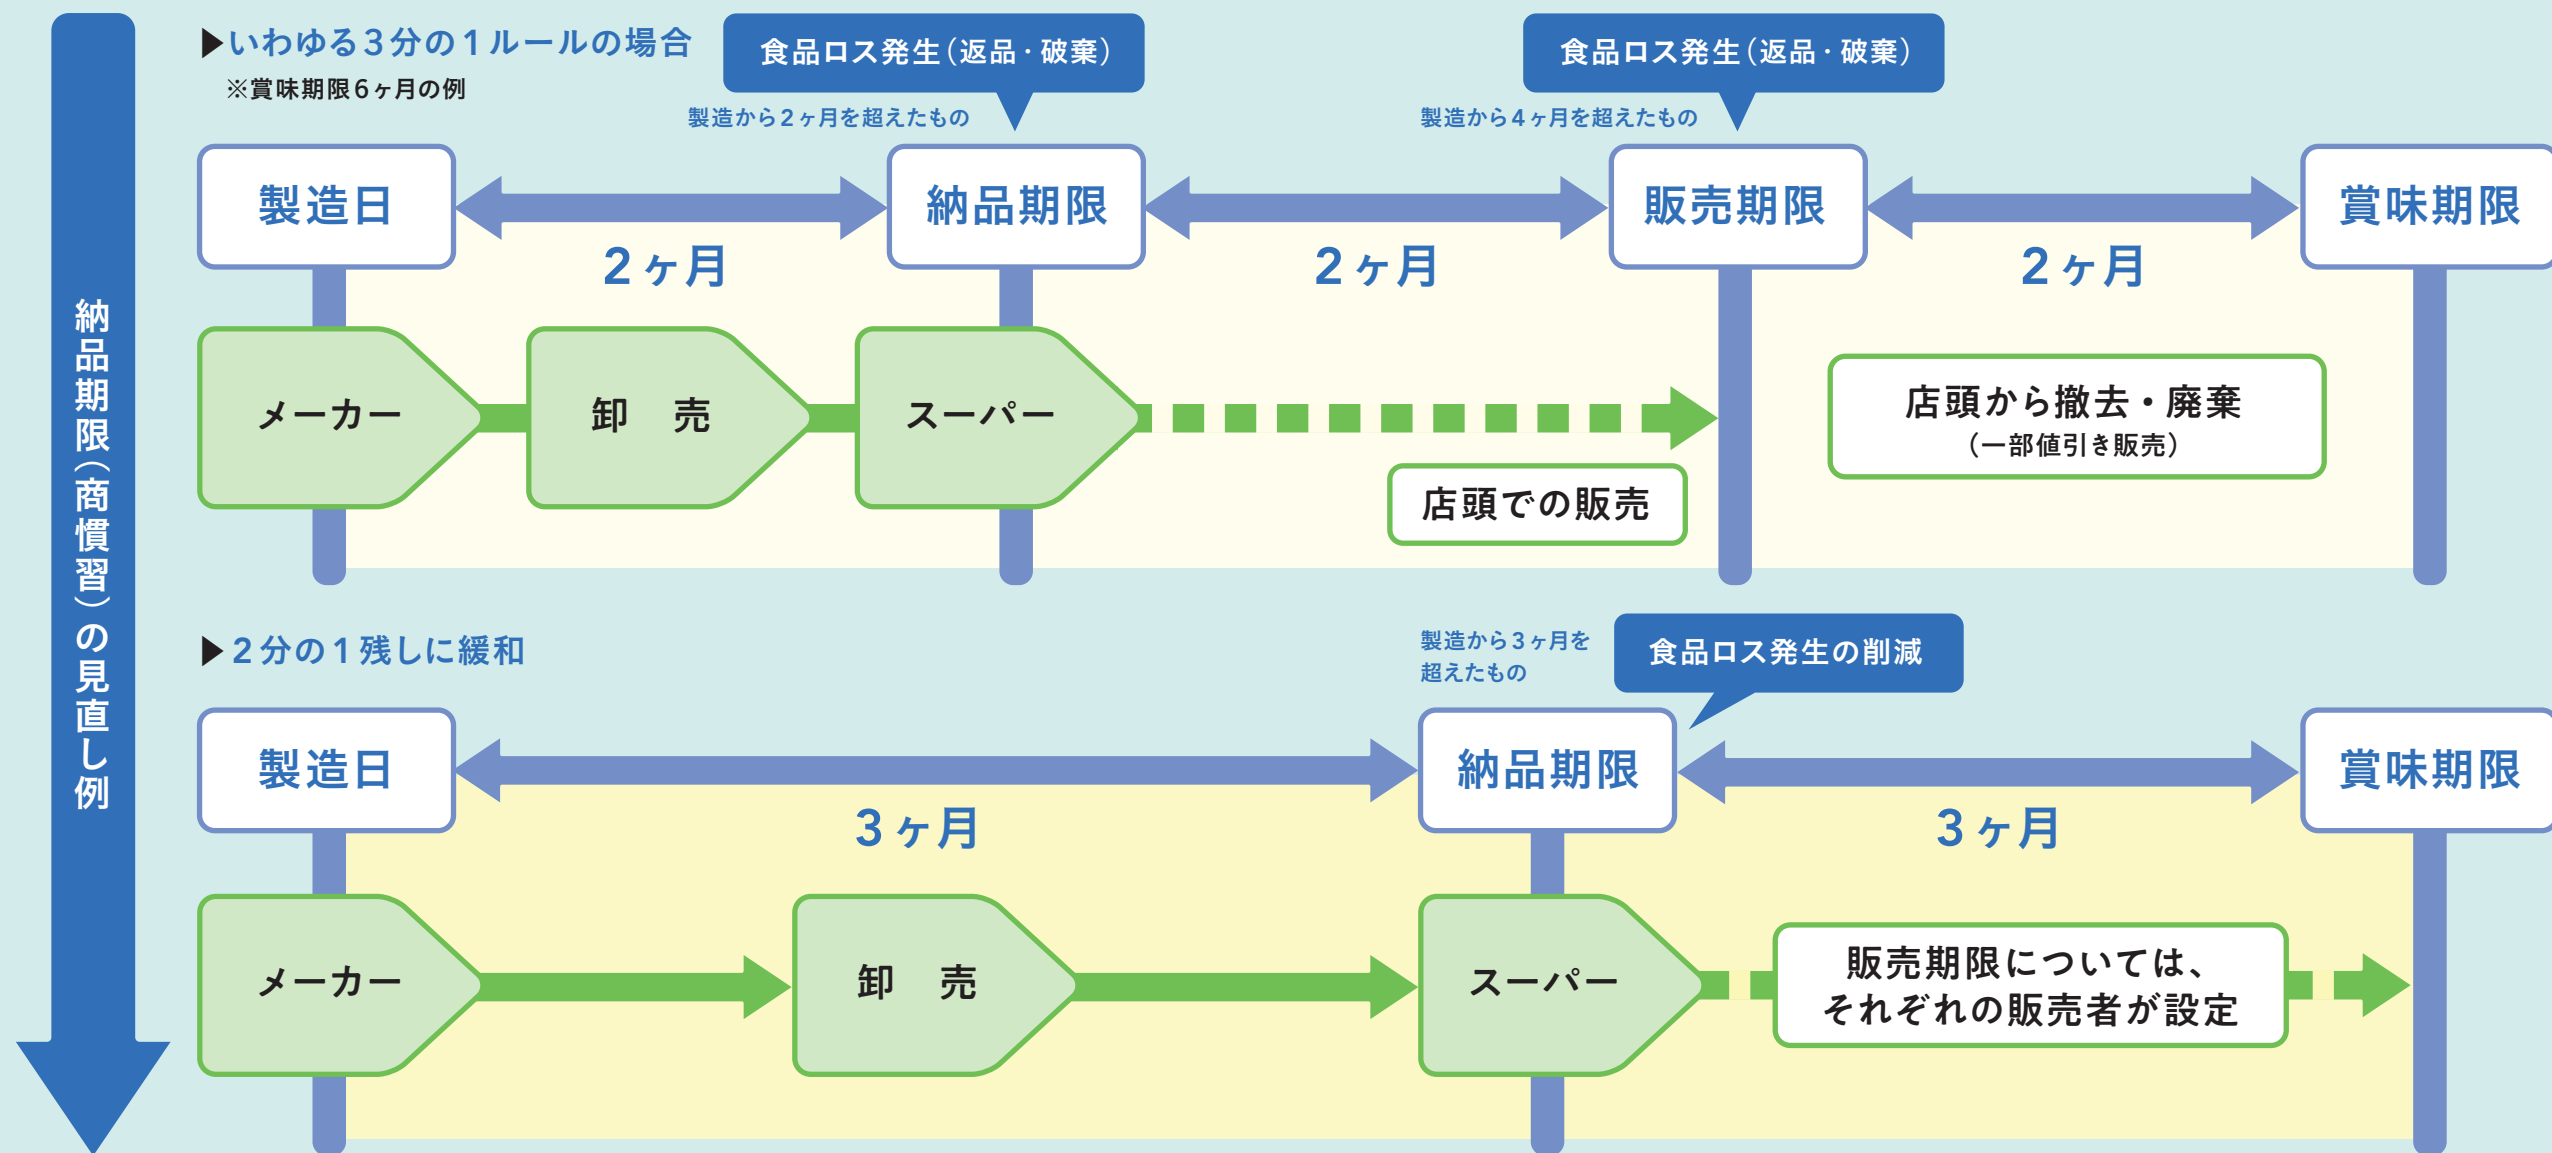 納品期限(商慣習)の見直し例
▶いわゆる3分の1ルールの場合
※賞味期限6ヶ月の例
食品ロス発生(返品・破棄)
製造から2ヶ月を超えたもの
食品ロス発生(返品・破棄)
製造から4ヶ月を超えたもの
製造日
納品期限
販売期限
賞味期限
2ヶ月
2ヶ月
2ヶ月
メーカー
卸 売
スーパー
店頭での販売
店頭から撤去・廃棄
(一部値引き販売)
▶2分の1残しに緩和
製造から3ヶ月を
超えたもの
食品ロス発生の削減
製造日
納品期限
賞味期限
3ヶ月
3ヶ月
メーカー
卸 売
スーパー
販売期限については、
それぞれの販売者が設定